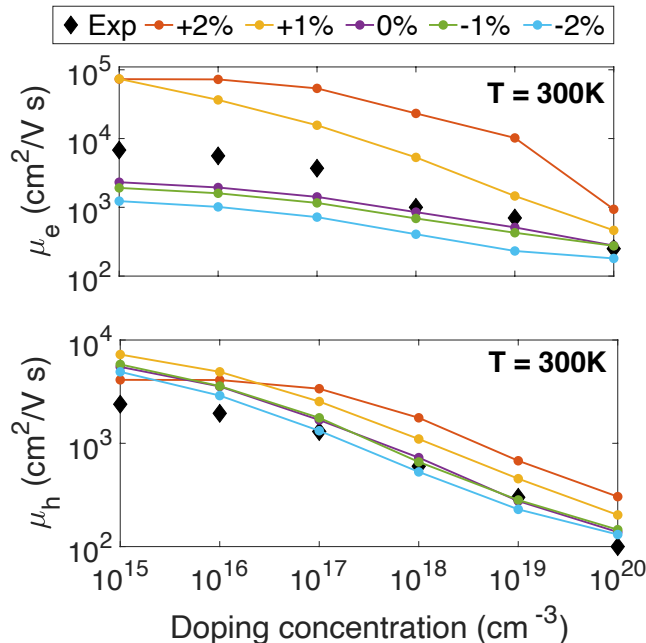 Exp +2% +1% 0% -1% -2%
T = 300K
10^5
10^4
10^3
10^2
μ_e (cm^2/V s)
T = 300K
10^4
10^3
10^2
μ_h (cm^2/V s)
10^15 10^16 10^17 10^18 10^19 10^20
Doping concentration (cm^-3)